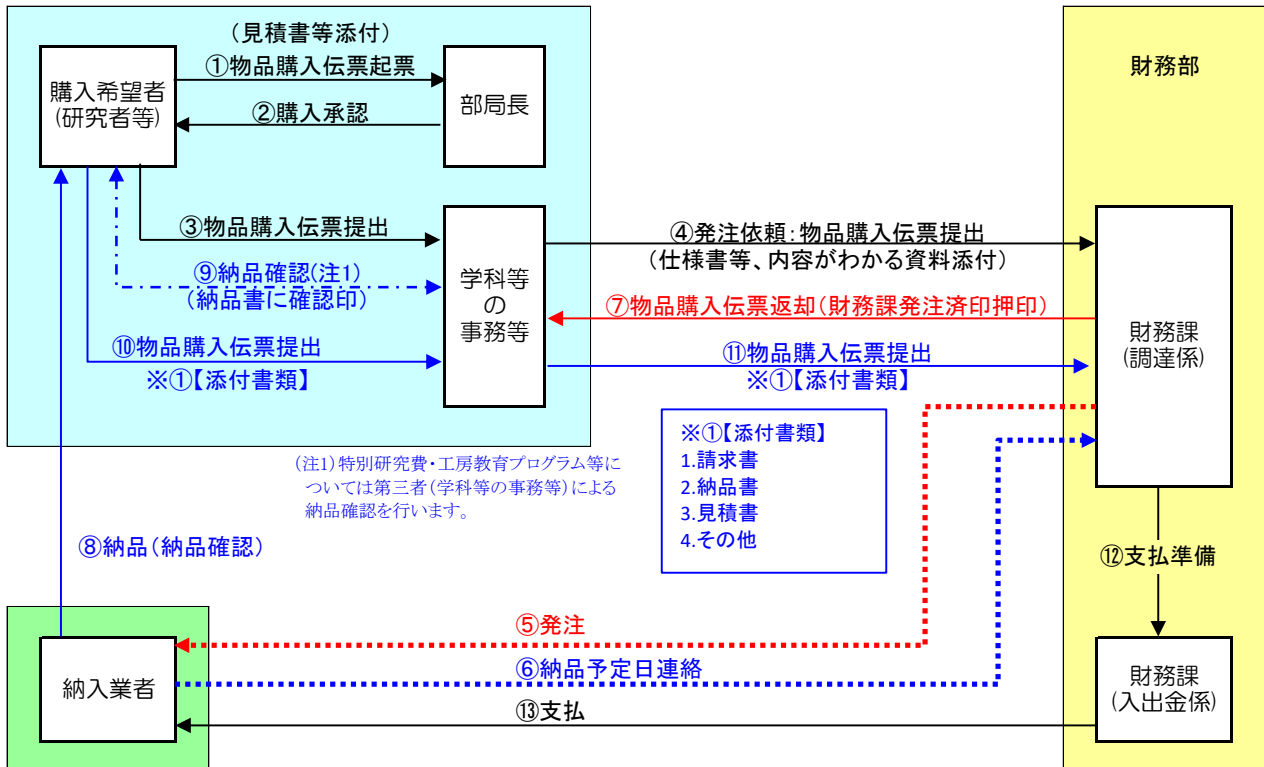 (見積書等添付)
①物品購入伝票起票
購入希望者
(研究者等)
②購入承認
部局長
財務部
③物品購入伝票提出
④発注依頼：物品購入伝票提出
(仕様書等、内容がわかる資料添付)
⑨納品確認(注1)
(納品書に確認印)
学科等
の
事務等
⑦物品購入伝票返却(財務課発注済印押印)
財務課
(調達係)
⑩物品購入伝票提出
※①【添付書類】
⑪物品購入伝票提出
※①【添付書類】
※①【添付書類】
1.請求書
2.納品書
3.見積書
4.その他
(注1)特別研究費・工房教育プログラム等に
ついては第三者(学科等の事務等)による
納品確認を行います。
⑧納品(納品確認)
⑫支払準備
⑤発注
⑥納品予定日連絡
納入業者
財務課
(入出金係)
⑬支払